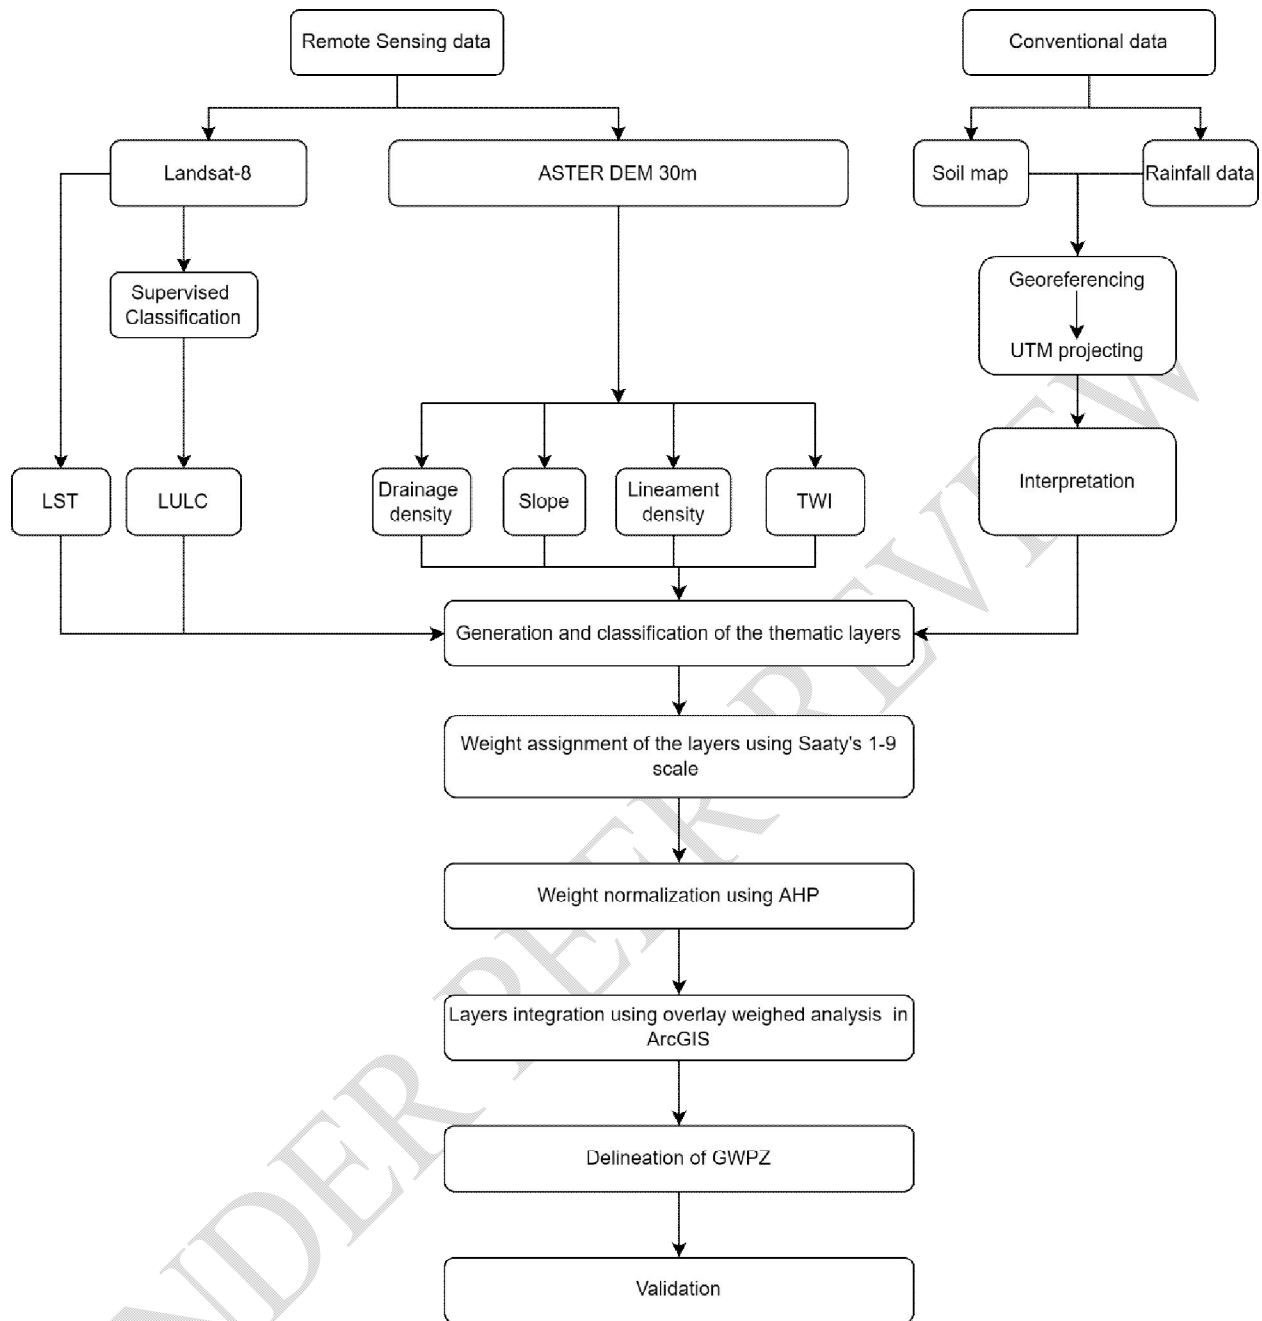 Remote Sensing data
Conventional data
Landsat-8
ASTER DEM 30m
Soil map
Rainfall data
Supervised
Classification
Georeferencing
UTM projecting
LST
LULC
Drainage
density
Slope
Lineament
density
TWI
Interpretation
Generation and classification of the thematic layers
Weight assignment of the layers using Saaty's 1-9
scale
Weight normalization using AHP
Layers integration using overlay weighed analysis in
ArcGIS
Delineation of GWPZ
Validation
NDER PEER REVIEW